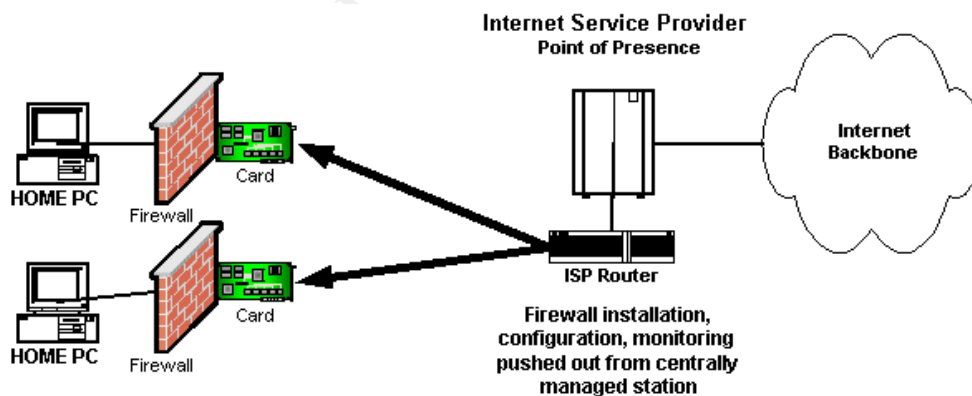 Internet Service Provider
Point of Presence
Internet
Backbone
HOME PC
Firewall
Card
ISP Router
HOME PC
Firewall
Card
Firewall installation,
configuration, monitoring
pushed out from centrally
managed station